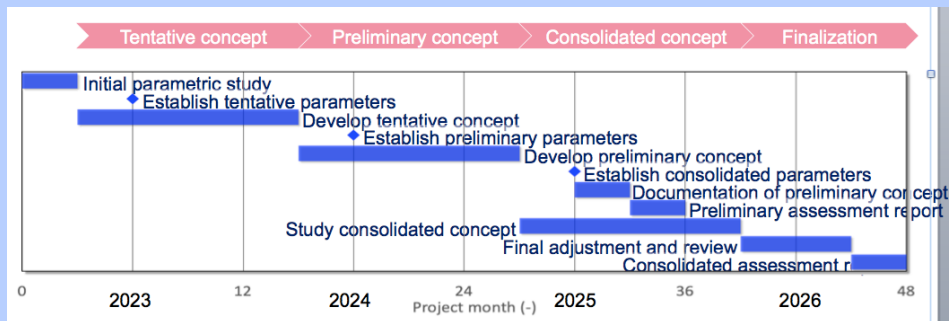 Tentative concept Preliminary concept Consolidated concept Finalization
Initial parametric study
Establish tentative parameters
Develop tentative concept
Establish preliminary parameters
Develop preliminary concept
Establish consolidated parameters
Documentation of preliminary concept
Preliminary assessment report
Study consolidated concept
Final adjustment and review
Consolidated assessment r
0 12 24 36 48
2023 2024 2025 2026
Project month (-)